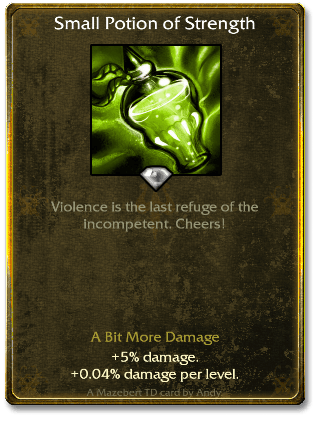 Small Potion of Strength
Violence is the last refuge of the
incompetent. Cheers!
A Bit More Damage
+5% damage.
+0.04% damage per level.
A Mazebert TD card by Andy.